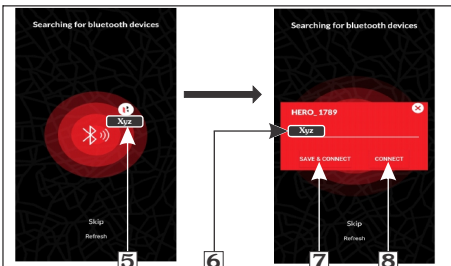 Searching for bluetooth devices
Xyz
Skip
Refresh
5
Searching for bluetooth devices
HERO_1789
Xyz
SAVE & CONNECT CONNECT
Skip
Refresh
6
7
8